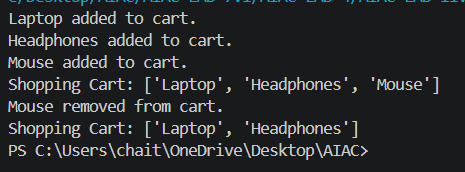 Laptop added to cart.
Headphones added to cart.
Mouse added to cart.
Shopping Cart: ['Laptop', 'Headphones', 'Mouse']
Mouse removed from cart.
Shopping Cart: ['Laptop', 'Headphones']
PS C:\Users\chait\OneDrive\Desktop\AIAC>